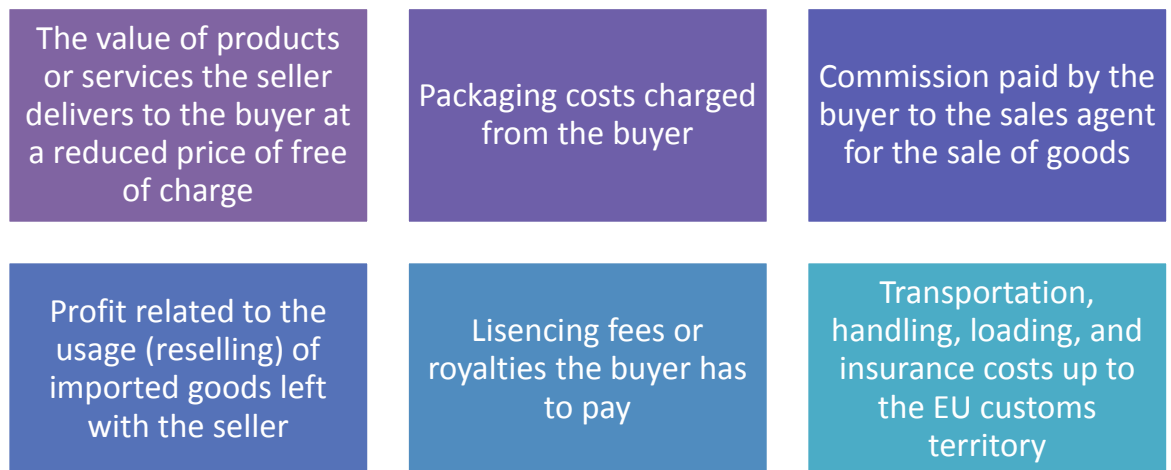 The value of products
or services the seller
delivers to the buyer at
a reduced price of free
of charge
Packaging costs charged
from the buyer
Commission paid by the
buyer to the sales agent
for the sale of goods
Profit related to the
usage (reselling) of
imported goods left
with the seller
Lisencing fees or
royalties the buyer has
to pay
Transportation,
handling, loading, and
insurance costs up to
the EU customs
territory